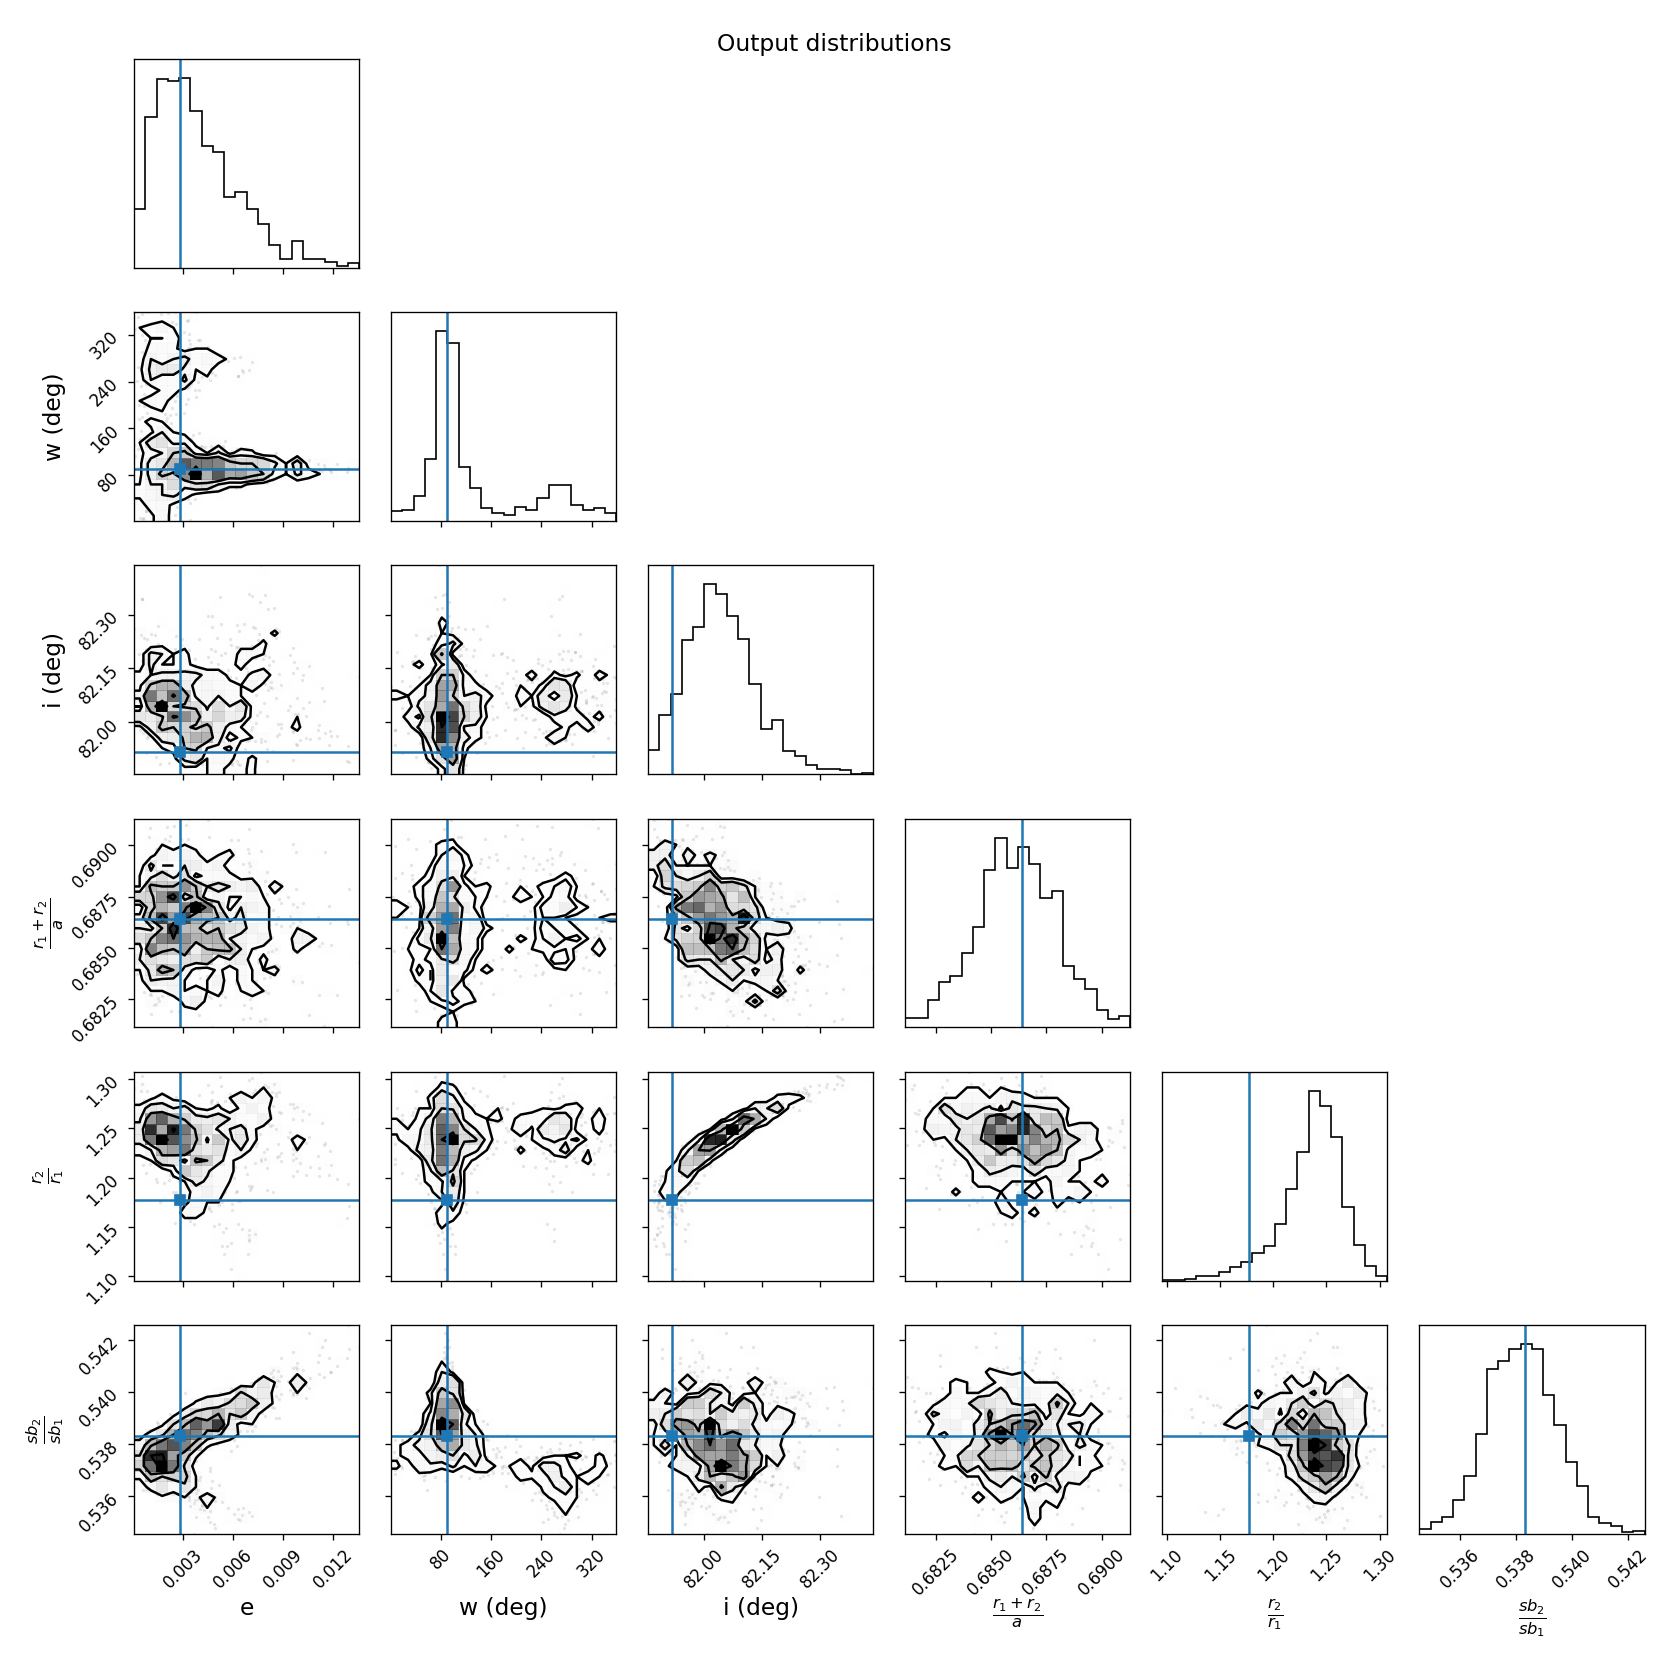 Output distributions
w (deg)
320
240
160
80
i (deg)
82.30
82.15
82.00
r₁ + r₂
a
0.6900
0.6875
0.6850
0.6825
r₂
r₁
1.30
1.25
1.20
1.15
1.10
sb₂
sb₁
0.542
0.540
0.538
0.536
0.003 0.006 0.009 0.012 80 160 240 320 82.00 82.15 82.30 0.6825 0.6850 0.6875 0.6900 1.10 1.15 1.20 1.25 1.30 0.536 0.538 0.540 0.542
e w (deg) i (deg) r₁ + r₂ r₂ sb₂
a r₁ sb₁